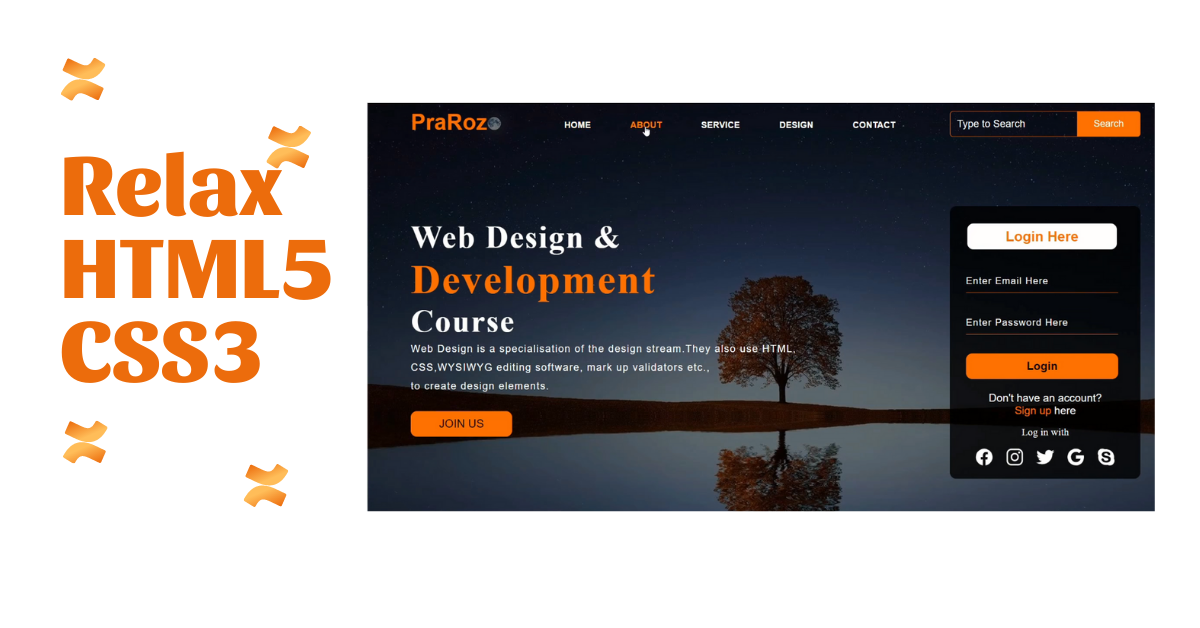 Relax
HTML5
CSS3
PraRoz
HOME ABOUT SERVICE DESIGN CONTACT
Type to Search Search
Web Design &
Development
Course
Web Design is a specialisation of the design stream.They also use HTML,
CSS,WYSIWYG editing software, mark up validators etc.,
to create design elements.
JOIN US
Login Here
Enter Email Here
Enter Password Here
Login
Don't have an account?
Sign up here
Log in with